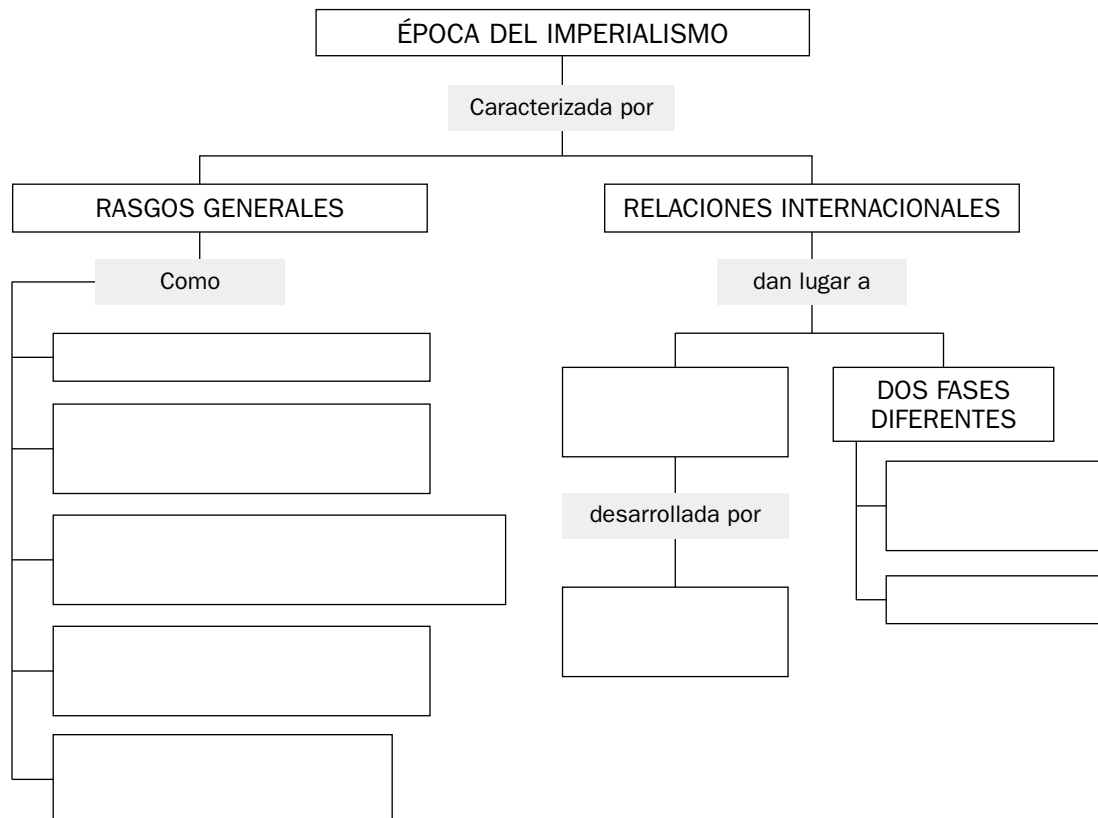 ÉPOCA DEL IMPERIALISMO
Caracterizada por
RASGOS GENERALES
RELACIONES INTERNACIONALES
Como
dan lugar a
DOS FASES
DIFERENTES
desarrollada por